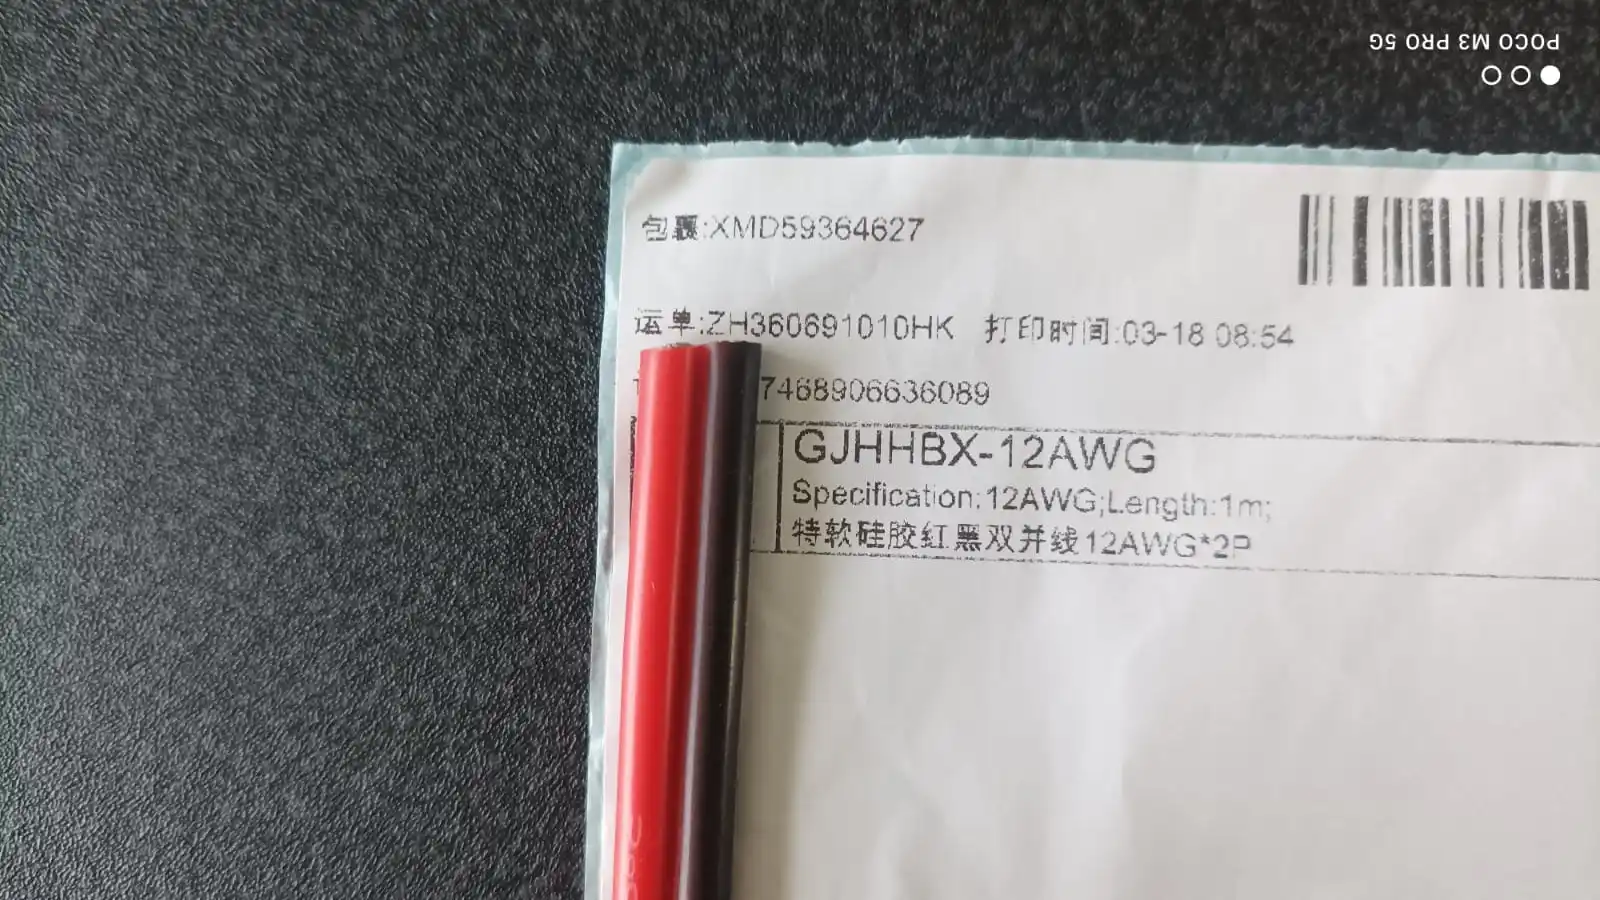 POCO M3 PRO 5G
包裹:XMD59364627
运单:ZH360691010HK 打印时间:03-18 08:54
7468906636089
GJHHBX-12AWG
Specification:12AWG;Length:1m;
特软硅胶红黑双并线12AWG*2P